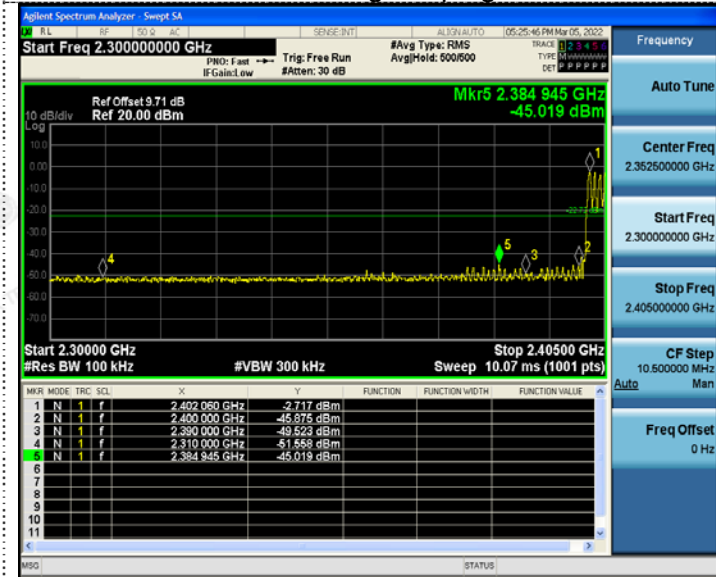 Agilent Spectrum Analyzer - Swept SA
RL RF 50 Ω AC SENSE:INT ALIGN AUTO 05:25:46 PM Mar 05, 2022
Start Freq 2.300000000 GHz
PNO: Fast
IFGain:Low
Trig: Free Run
#Atten: 30 dB
#Avg Type: RMS
Avg|Hold: 500/500
TRACE 1 2 3 4 5 6
TYPE M
DET P P P P P P
Ref Offset 9.71 dB
Ref 20.00 dBm
10 dB/div
Log
Mkr5 2.384 945 GHz
-45.019 dBm
10.0
0.00
-10.0
-20.0
-30.0
-40.0
-50.0
-60.0
-70.0
1
2
3
4
5
Start 2.30000 GHz
Stop 2.40500 GHz
#Res BW 100 kHz
#VBW 300 kHz
Sweep 10.07 ms (1001 pts)
MKR MODE TRC SCL X Y FUNCTION FUNCTION WIDTH FUNCTION VALUE
1 N 1 f 2.402 060 GHz -2.717 dBm
2 N 1 f 2.400 000 GHz -45.875 dBm
3 N 1 f 2.390 000 GHz -49.523 dBm
4 N 1 f 2.310 000 GHz -51.558 dBm
5 N 1 f 2.384 945 GHz -45.019 dBm
6
7
8
9
10
11
MSG
STATUS
Frequency
Auto Tune
Center Freq
2.352500000 GHz
Start Freq
2.300000000 GHz
Stop Freq
2.405000000 GHz
CF Step
10.500000 MHz
Auto Man
Freq Offset
0 Hz